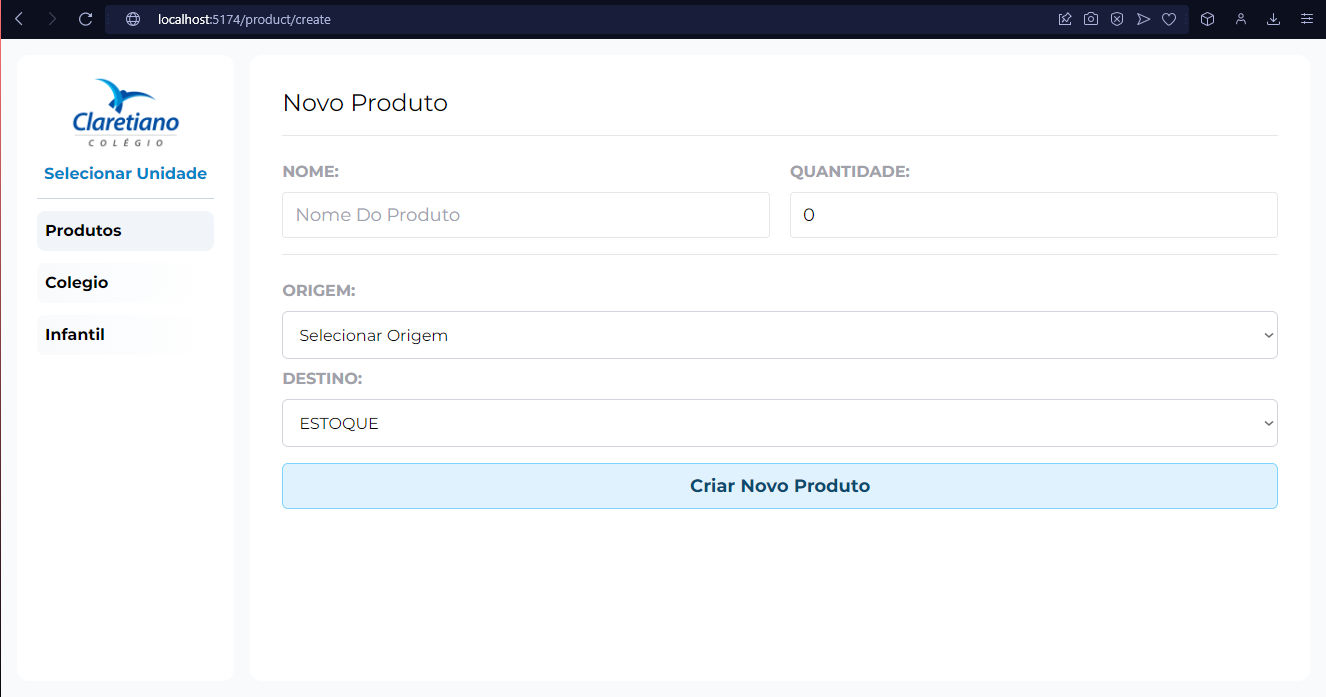 localhost:5174/product/create
Claretiano
COLÉGIO
Selecionar Unidade
Produtos
Colegio
Infantil
Novo Produto
NOME:
QUANTIDADE:
Nome Do Produto
0
ORIGEM:
Selecionar Origem
DESTINO:
ESTOQUE
Criar Novo Produto